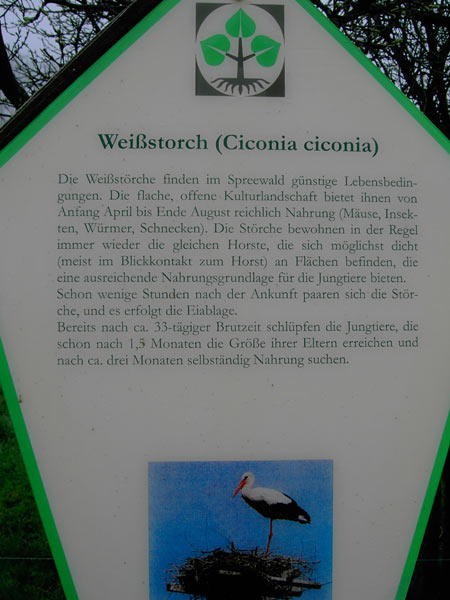 Weißstorch (Ciconia ciconia)
Die Weißstörche finden im Spreewald günstige Lebensbedin-
gungen. Die flache, offene Kulturlandschaft bietet ihnen von
Anfang April bis Ende August reichlich Nahrung (Mäuse, Insek-
ten, Würmer, Schnecken). Die Störche bewohnen in der Regel
immer wieder die gleichen Horste, die sich möglichst dicht
(meist im Blickkontakt zum Horst) an Flächen befinden, die
eine ausreichende Nahrungsgrundlage für die Jungtiere bieten.
Schon wenige Stunden nach der Ankunft paaren sich die Stör-
che, und es erfolgt die Eiablage.
Bereits nach ca. 33-tägiger Brutzeit schlüpfen die Jungtiere, die
schon nach 1,5 Monaten die Größe ihrer Eltern erreichen und
nach ca. drei Monaten selbständig Nahrung suchen.